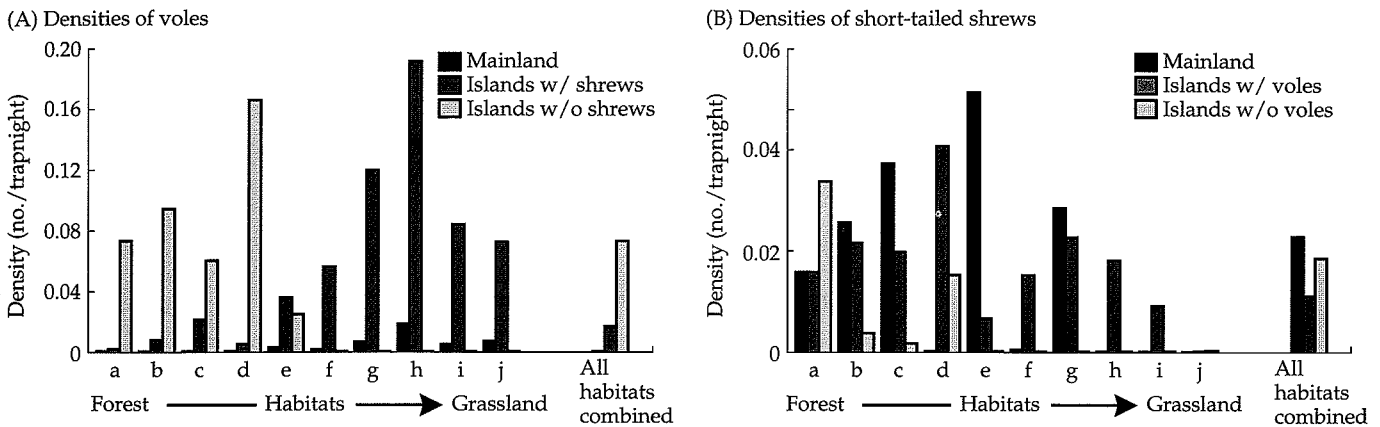 (A) Densities of voles
Density (no./trapnight)
0.20
0.16
0.12
0.08
0.04
0
Mainland
Islands w/ shrews
Islands w/o shrews
a b c d e f g h i j
All
habitats
combined
Forest Habitats Grassland
(B) Densities of short-tailed shrews
Density (no./trapnight)
0.06
0.04
0.02
0
Mainland
Islands w/ voles
Islands w/o voles
a b c d e f g h i j
All
habitats
combined
Forest Habitats Grassland